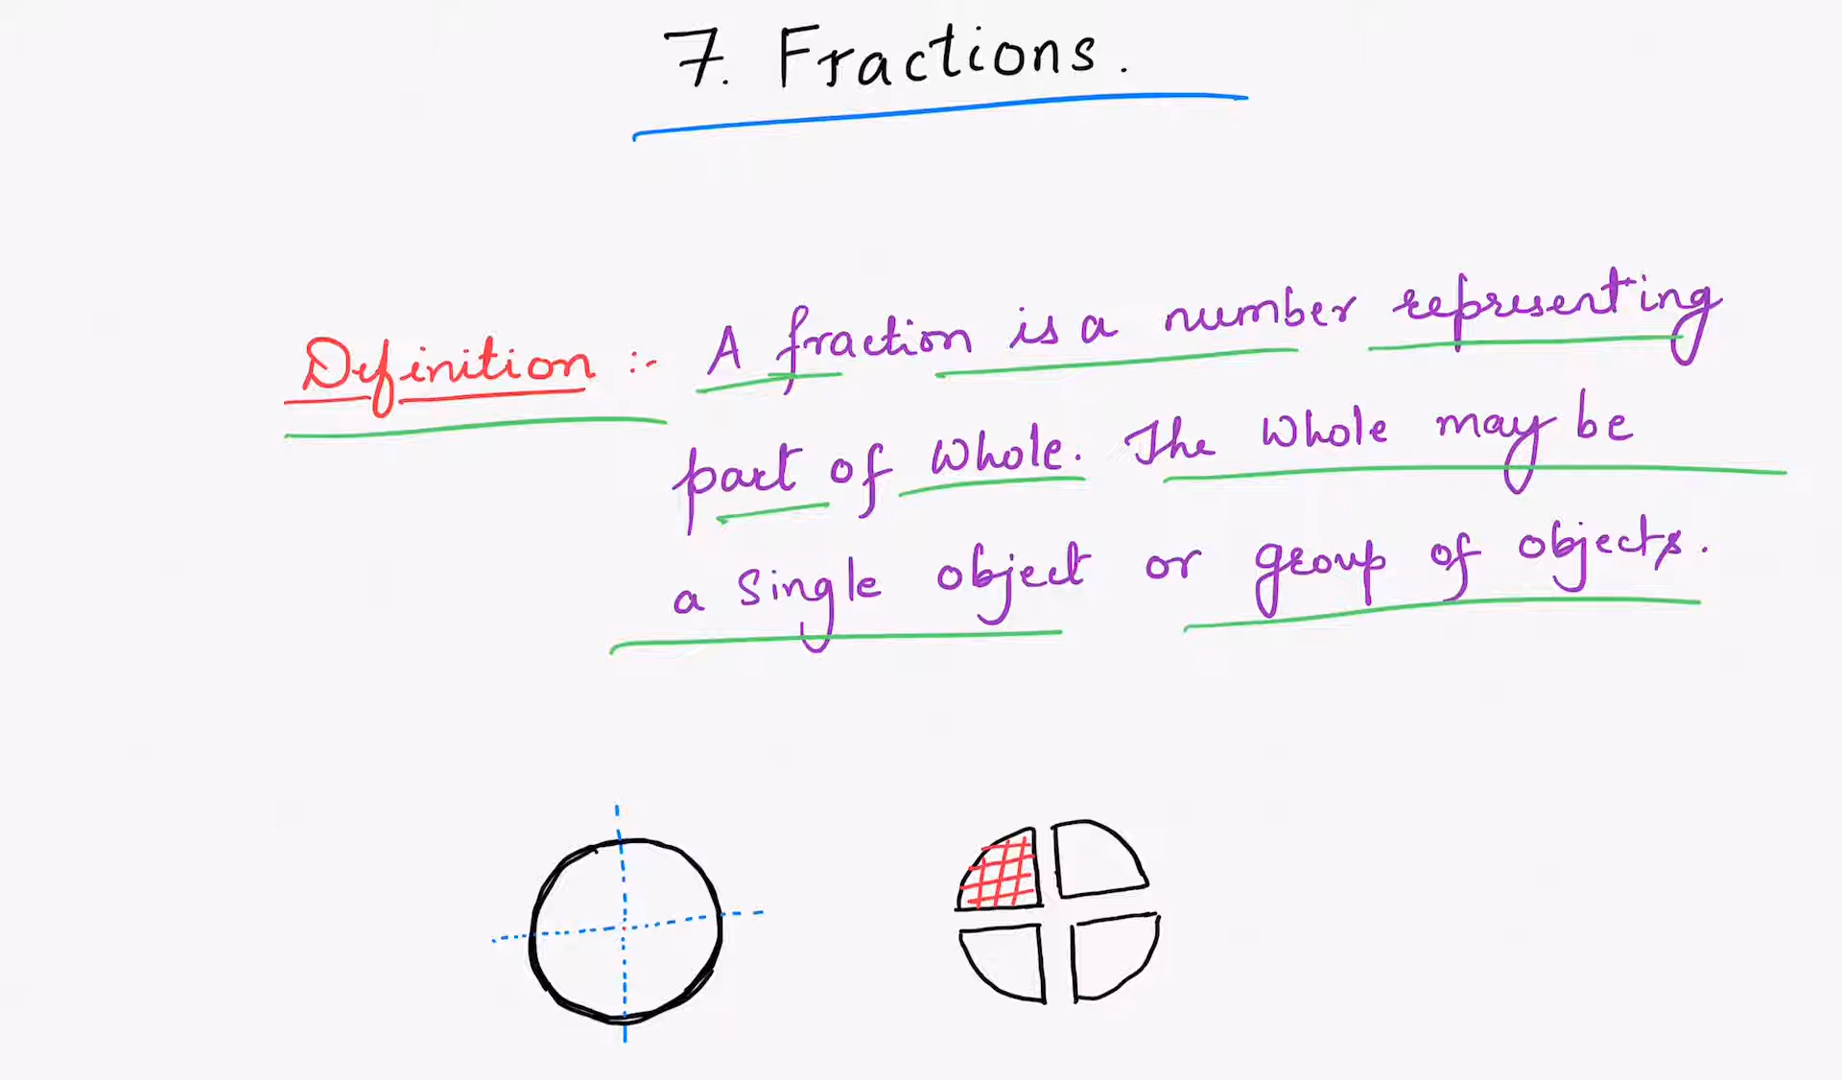 7. Fractions.
Definition :- A fraction is a number representing
part of whole. The whole may be
a single object or group of objects.